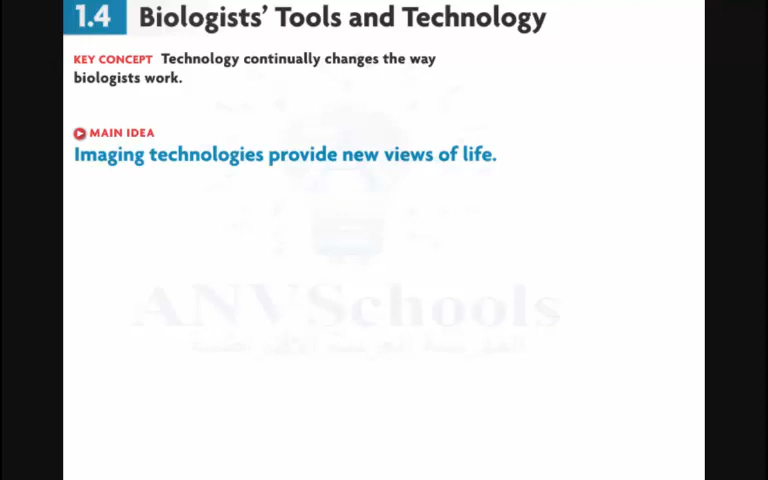 1.4 Biologists' Tools and Technology
KEY CONCEPT Technology continually changes the way
biologists work.
MAIN IDEA
Imaging technologies provide new views of life.
ANVSchools